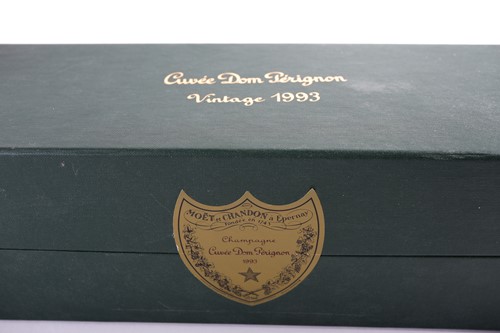 Cuvée Dom Pérignon
Vintage 1993
MOËT et CHANDON à Epernay
Fondée en 1743
Champagne
Cuvée Dom Pérignon
1993